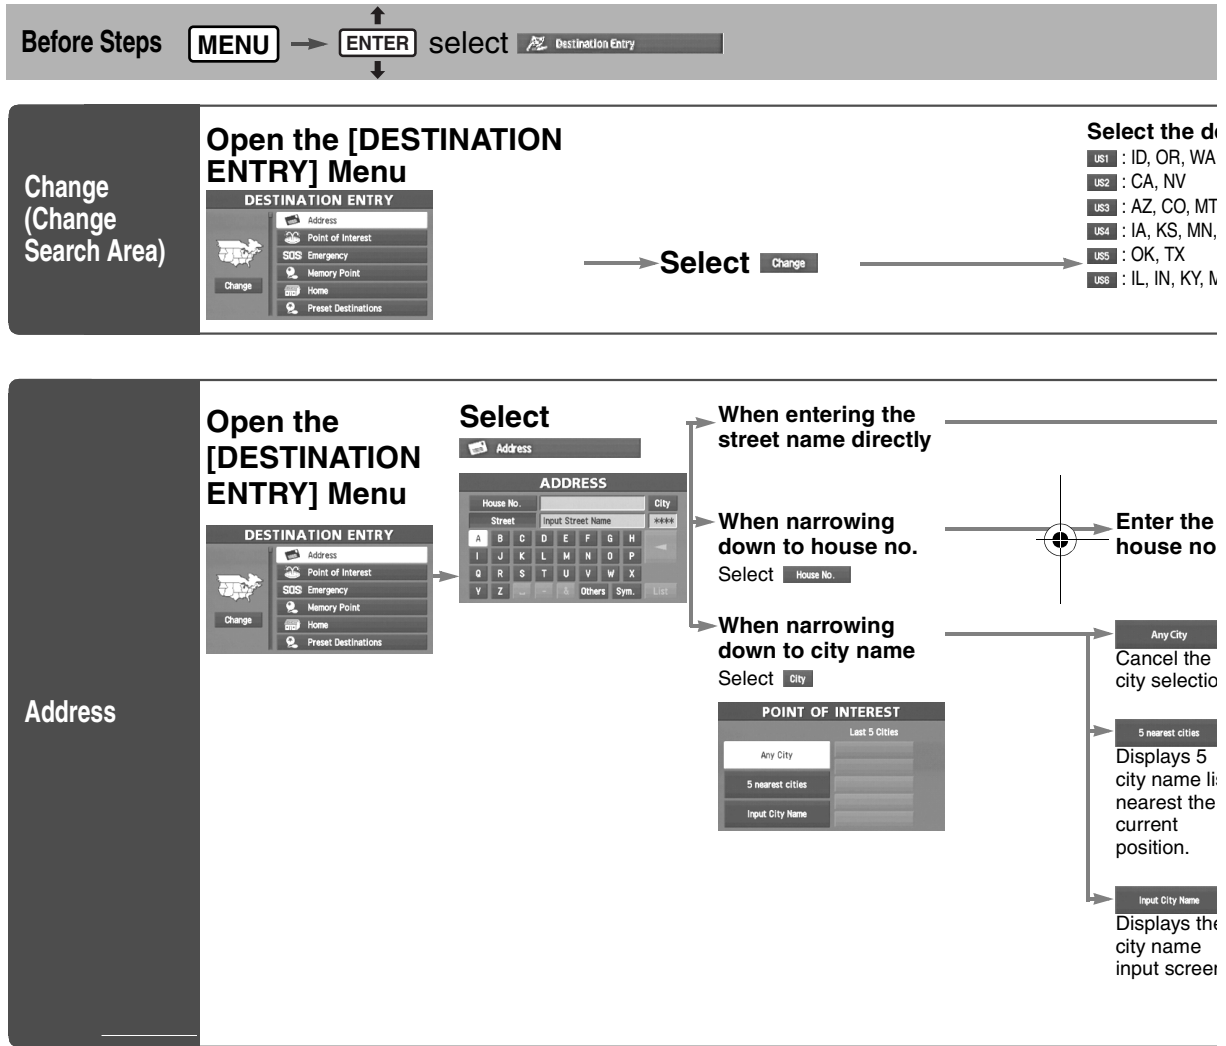 Before Steps MENU ENTER select Destination Entry
Change
(Change
Search Area)
Open the [DESTINATION
ENTRY] Menu
DESTINATION ENTRY
Address
Point of Interest
SOS Emergency
Memory Point
Home
Preset Destinations
Change
Select Change
Select the
US1 : ID, OR, WA
US2 : CA, NV
US3 : AZ, CO, MT
US4 : IA, KS, MN,
US5 : OK, TX
US6 : IL, IN, KY,
Address
Open the
[DESTINATION
ENTRY] Menu
DESTINATION ENTRY
Address
Point of Interest
SOS Emergency
Memory Point
Home
Preset Destinations
Change
Select
Address
ADDRESS
House No. City
Street Input Street Name ****
A B C D E F G H
I J K L M N O P
Q R S T U V W X
Y Z - & Others Sym. List
When entering the
street name directly
When narrowing
down to house no.
Select House No.
Enter the
house no
When narrowing
down to city name
Select City
POINT OF INTEREST
Last 5 Cities
Any City
5 nearest cities
Input City Name
Any City
Cancel the
city selectio
5 nearest cities
Displays 5
city name li
nearest the
current
position.
Input City Name
Displays the
city name
input screen